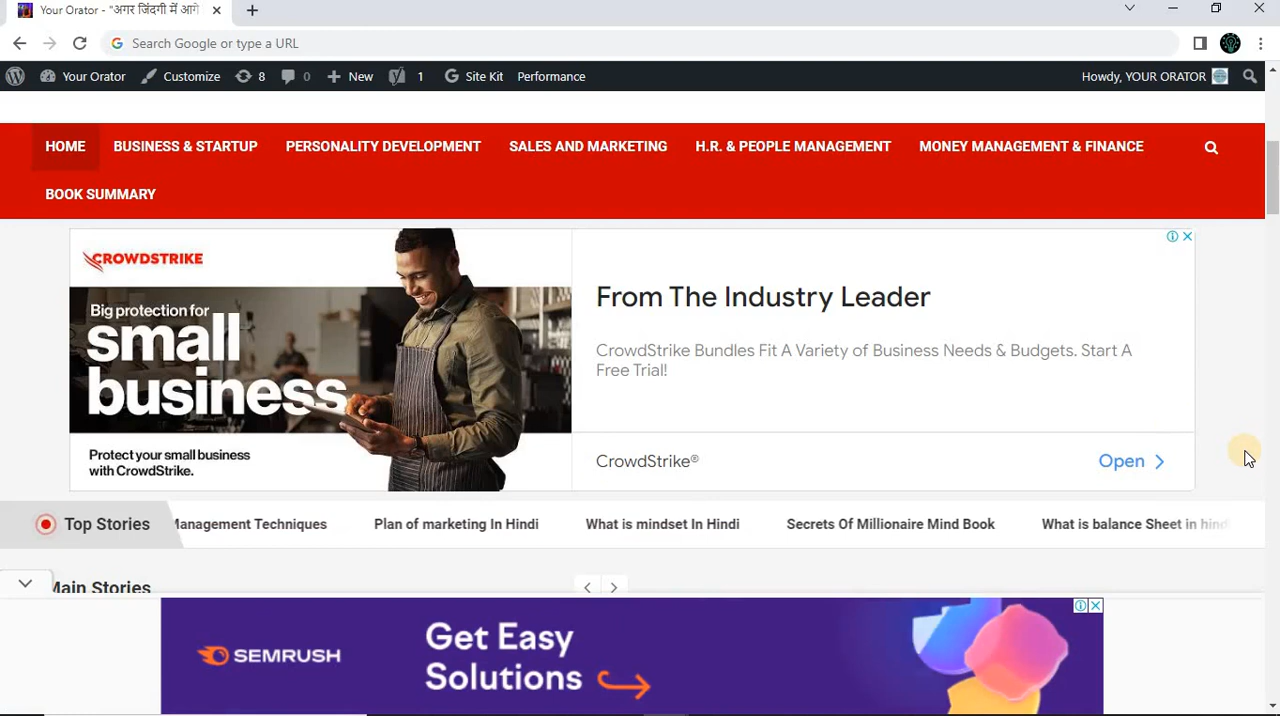 Your Orator - "अगर जिंदगी में आगे
Search Google or type a URL
Your Orator Customize 8 0 New 1 Site Kit Performance Howdy, YOUR ORATOR
HOME BUSINESS & STARTUP PERSONALITY DEVELOPMENT SALES AND MARKETING H.R. & PEOPLE MANAGEMENT MONEY MANAGEMENT & FINANCE
BOOK SUMMARY
CROWDSTRIKE
Big protection for
small
business
Protect your small business
with CrowdStrike.
From The Industry Leader
CrowdStrike Bundles Fit A Variety of Business Needs & Budgets. Start A
Free Trial!
CrowdStrike® Open
Top Stories Management Techniques Plan of marketing In Hindi What is mindset In Hindi Secrets Of Millionaire Mind Book What is balance Sheet in hindi
Main Stories
SEMRUSH
Get Easy
Solutions